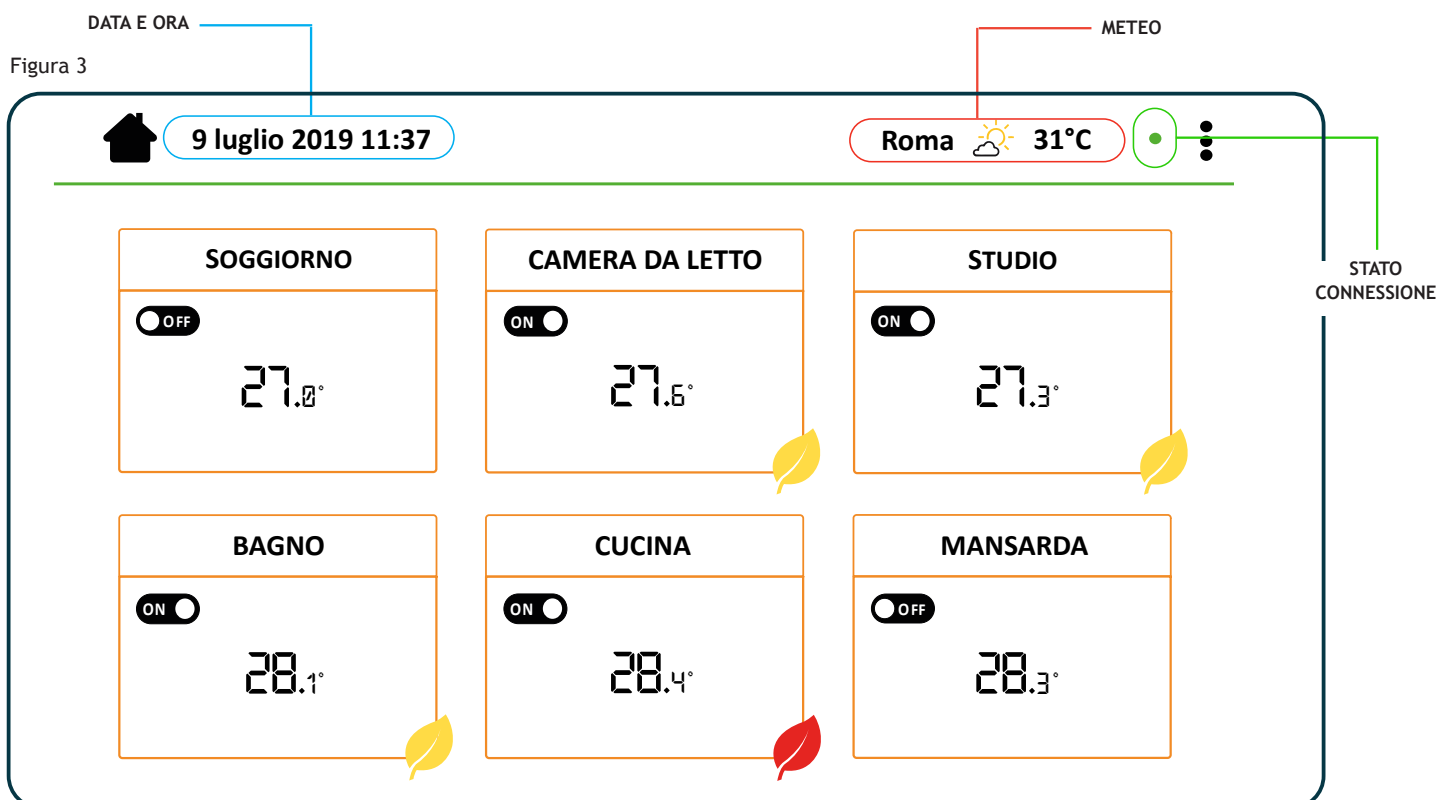 DATA E ORA
METEO
Figura 3
9 luglio 2019 11:37
Roma 31°C
STATO
CONNESSIONE
SOGGIORNO
CAMERA DA LETTO
STUDIO
OFF
ON
ON
27.0°
27.6°
27.3°
BAGNO
CUCINA
MANSARDA
ON
ON
OFF
28.1°
28.4°
28.3°